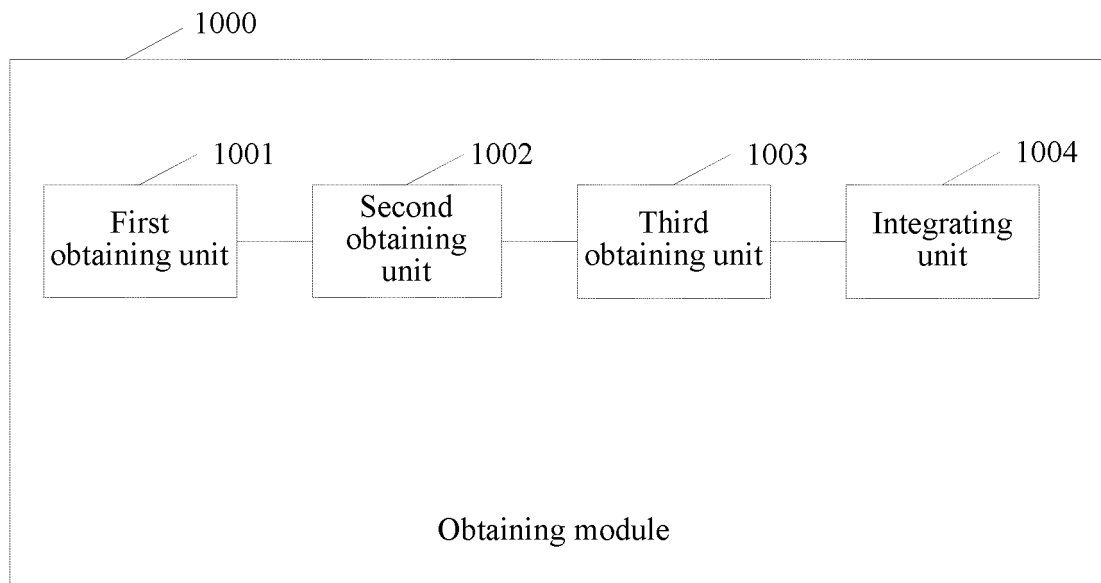 1000
1001
1002
1003
1004
First
obtaining unit
Second
obtaining
unit
Third
obtaining unit
Integrating
unit
Obtaining module